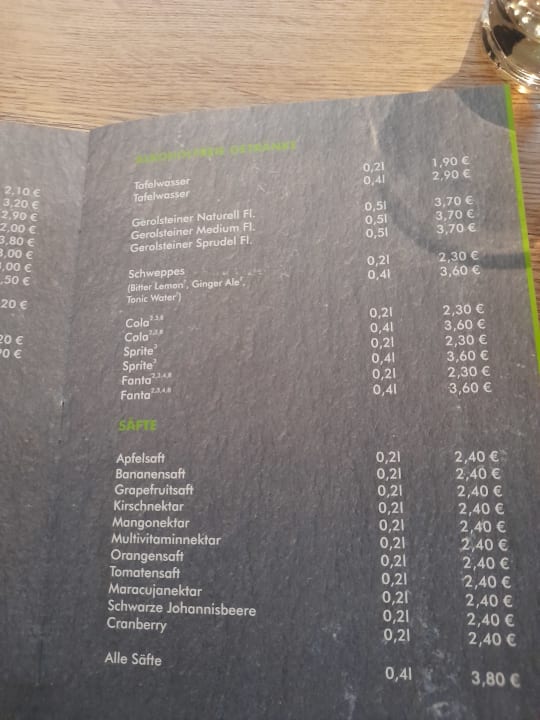 2,10 €
3,20 €
2,90 €
2,00 €
3,80 €
3,00 €
,00 €
,50 €
,20 €
20 €
90 €
ALKOHOLFREIE GETRÄNKE
Tafelwasser 0,2l 1,90 €
Tafelwasser 0,4l 2,90 €
Gerolsteiner Naturell Fl. 0,5l 3,70 €
Gerolsteiner Medium Fl. 0,5l 3,70 €
Gerolsteiner Sprudel Fl. 0,5l 3,70 €
Schweppes 0,2l 2,30 €
(Bitter Lemon, Ginger Ale, 0,4l 3,60 €
Tonic Water)
Cola 0,2l 2,30 €
Cola 0,4l 3,60 €
Sprite 0,2l 2,30 €
Sprite 0,4l 3,60 €
Fanta 0,2l 2,30 €
Fanta 0,4l 3,60 €
SÄFTE
Apfelsaft 0,2l 2,40 €
Bananensaft 0,2l 2,40 €
Grapefruitsaft 0,2l 2,40 €
Kirschnektar 0,2l 2,40 €
Mangonektar 0,2l 2,40 €
Multivitaminnektar 0,2l 2,40 €
Orangensaft 0,2l 2,40 €
Tomatensaft 0,2l 2,40 €
Maracujanektar 0,2l 2,40 €
Schwarze Johannisbeere 0,2l 2,40 €
Cranberry 0,2l 2,40 €
Alle Säfte 0,4l 3,80 €